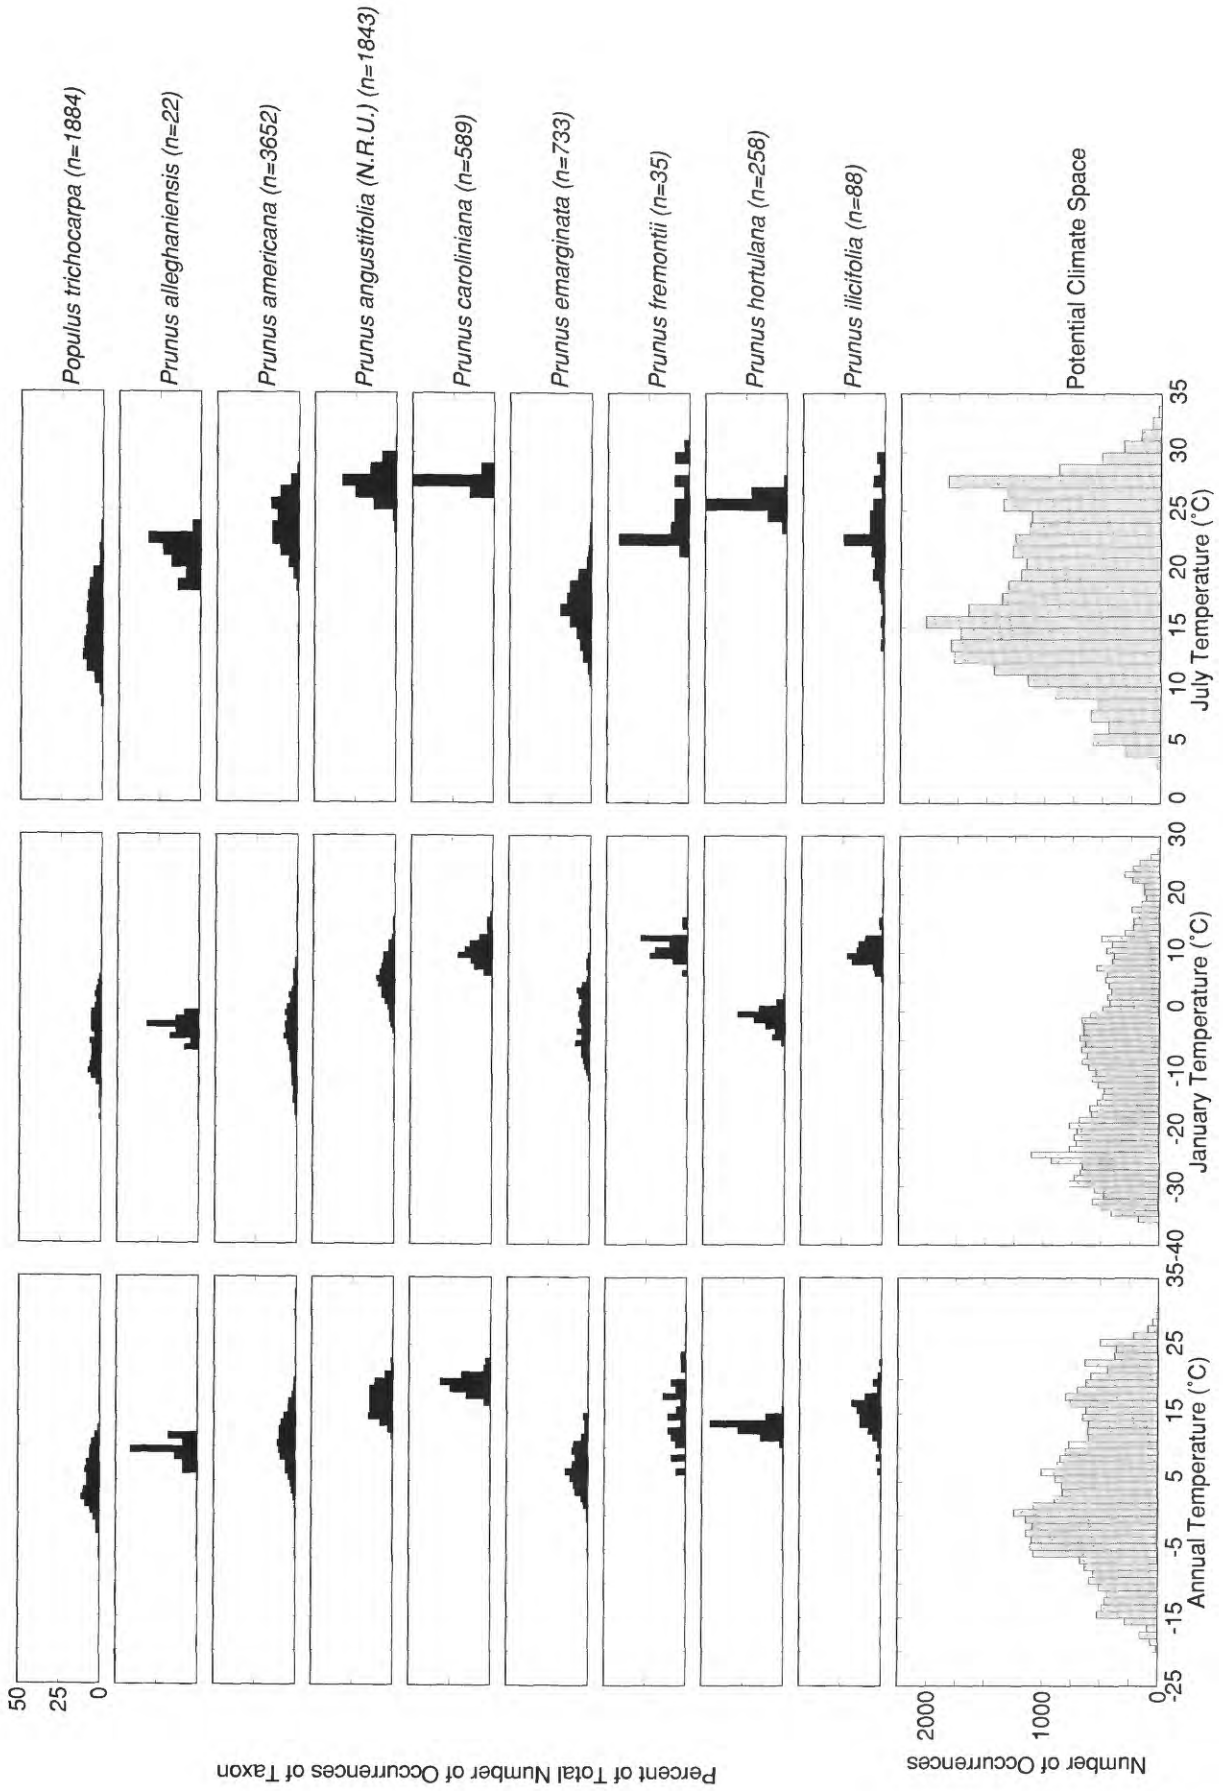 Percent of Total Number of Occurrences of Taxon
50
25
0
Populus trichocarpa (n=1884)
Prunus alleghaniensis (n=22)
Prunus americana (n=3652)
Prunus angustifolia (N.R.U.) (n=1843)
Prunus caroliniana (n=589)
Prunus emarginata (n=733)
Prunus fremontii (n=35)
Prunus hortulana (n=258)
Prunus ilicifolia (n=88)
Potential Climate Space
Number of Occurrences
2000
1000
0
-25 -15 -5 5 15 25 35
Annual Temperature (°C)
-40 -30 -20 -10 0 10 20 30
January Temperature (°C)
0 5 10 15 20 25 30 35
July Temperature (°C)